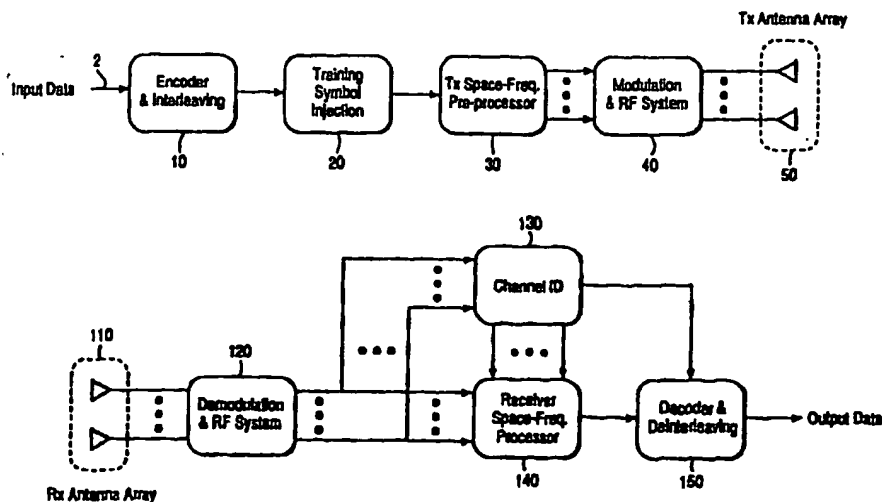 Tx Antenna Array
Input Data
2
Encoder
& Interleaving
10
Training
Symbol
Injection
20
Tx Space-Freq.
Pre-processor
30
Modulation
& RF System
40
50
130
Channel ID
110
120
Demodulation
& RF System
Receiver
Space-Freq.
Processor
140
Decoder &
Deinterleaving
150
Output Data
Rx Antenna Array